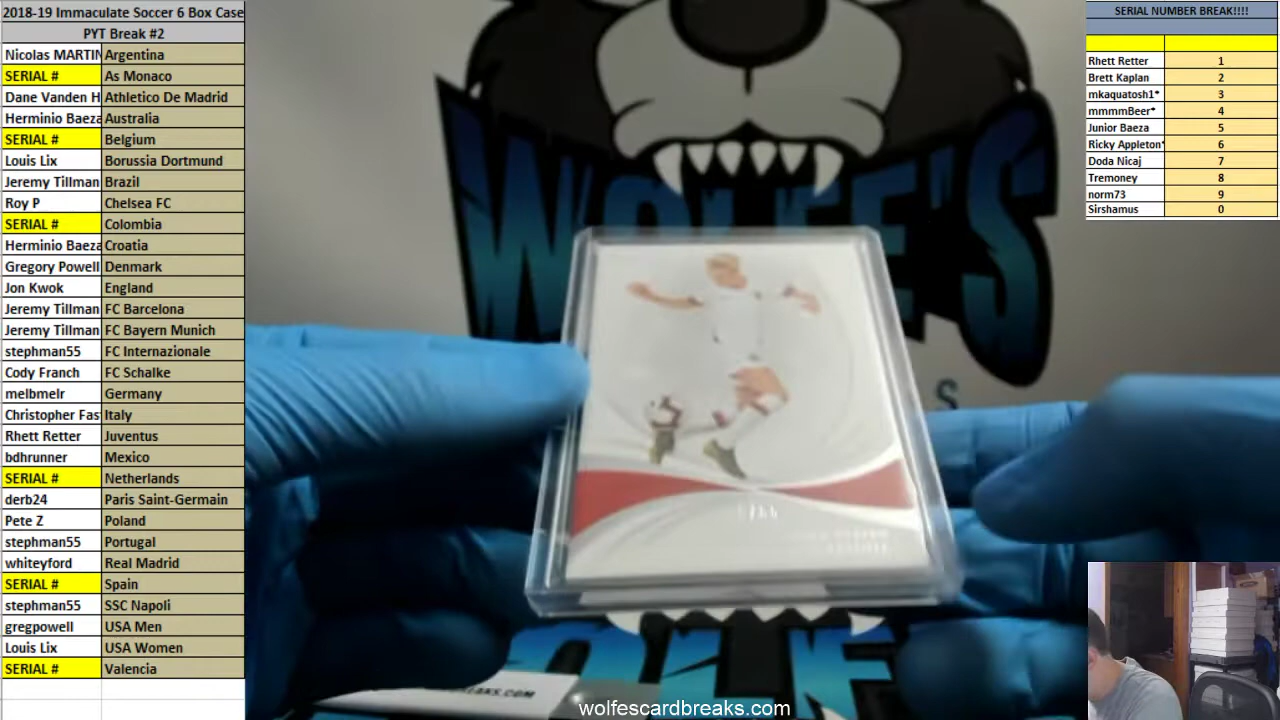 2018-19 Immaculate Soccer 6 Box Case
PYT Break #2
Nicolas MARTIN Argentina
SERIAL # As Monaco
Dane Vanden H Athletico De Madrid
Herminio Baeza Australia
SERIAL # Belgium
Louis Lix Borussia Dortmund
Jeremy Tillman Brazil
Roy P Chelsea FC
SERIAL # Colombia
Herminio Baeza Croatia
Gregory Powell Denmark
Jon Kwok England
Jeremy Tillman FC Barcelona
Jeremy Tillman FC Bayern Munich
stephman55 FC Internazionale
Cody Franch FC Schalke
melbmelr Germany
Christopher Fas Italy
Rhett Retter Juventus
bdhrunner Mexico
SERIAL # Netherlands
derb24 Paris Saint-Germain
Pete Z Poland
stephman55 Portugal
whiteyford Real Madrid
SERIAL # Spain
stephman55 SSC Napoli
gregpowell USA Men
Louis Lix USA Women
SERIAL # Valencia
SERIAL NUMBER BREAK!!!!
Rhett Retter 1
Brett Kaplan 2
mkaquatosh1* 3
mmmmBeer* 4
Junior Baeza 5
Ricky Appleton* 6
Doda Nicaj 7
Tremoney 8
norm73 9
Sirshamus 0
WOLFE'S
S
wolfescardbreaks.com